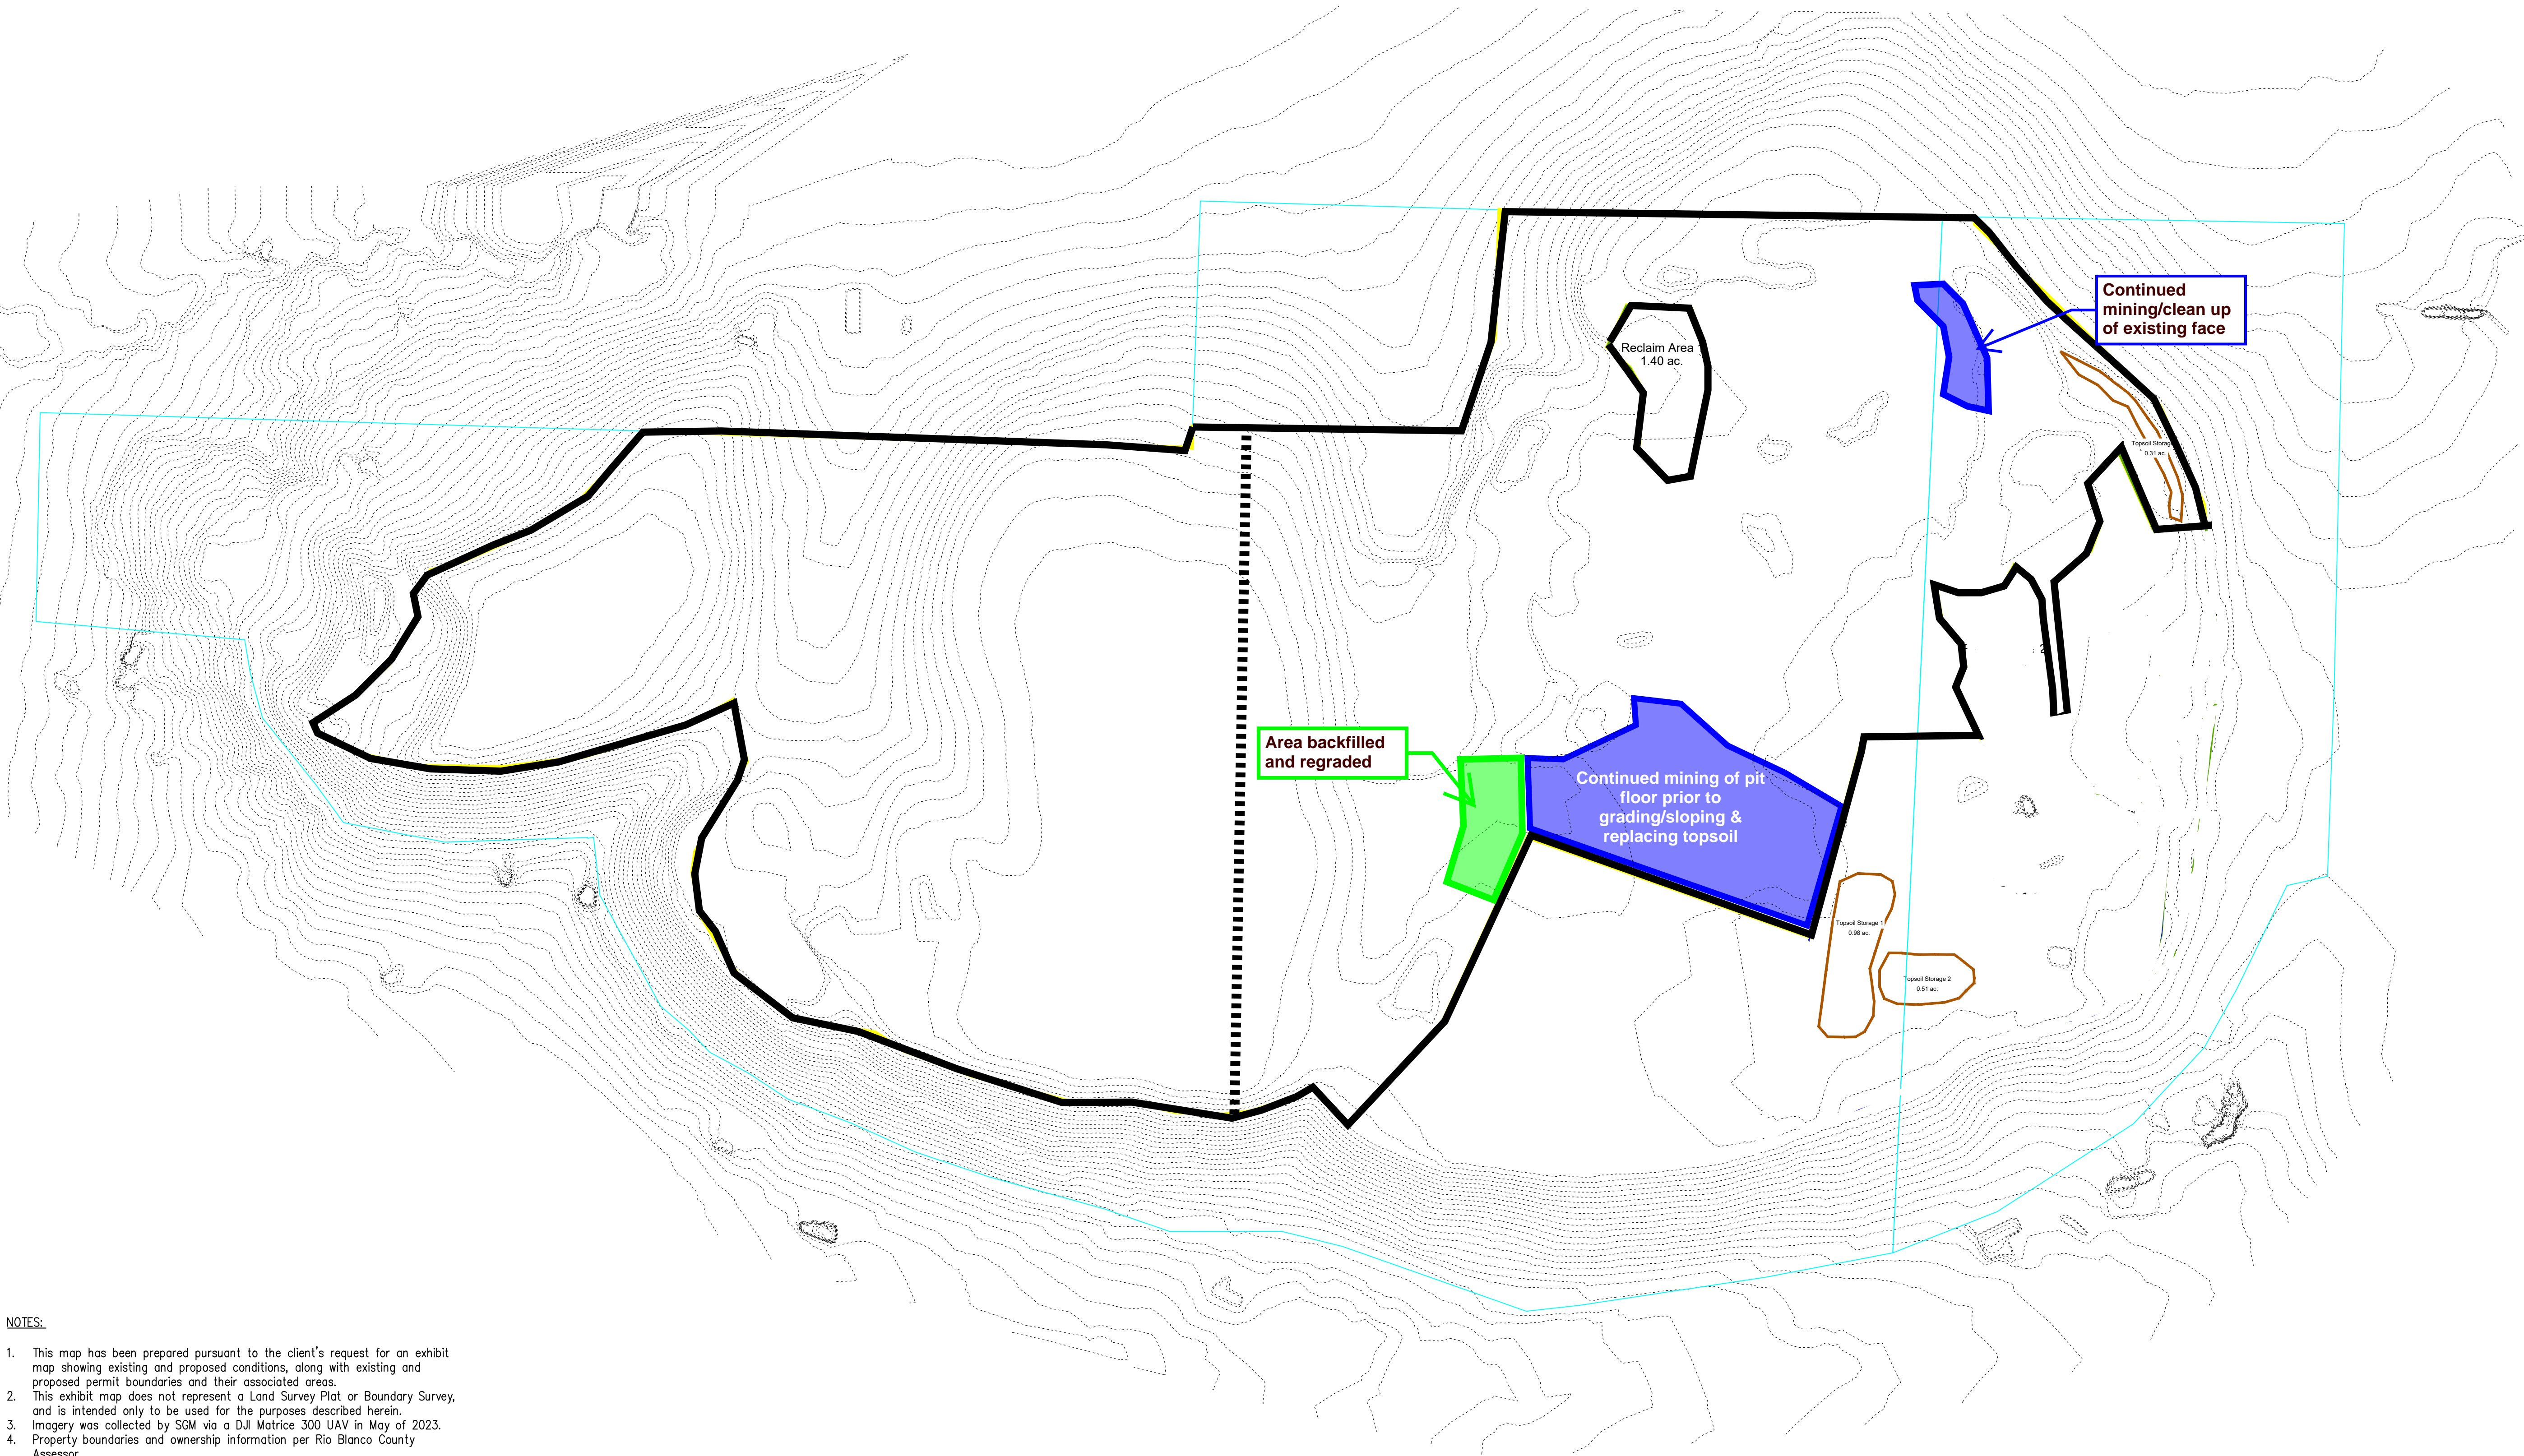 Continued
mining/clean up
of existing face
Reclaim Area
1.40 ac.
Topsoil Storage
0.31 ac.
2
Area backfilled
and regraded
Continued mining of pit
floor prior to
grading/sloping &
replacing topsoil
Topsoil Storage 1
0.98 ac.
Topsoil Storage 2
0.51 ac.
NOTES:
1. This map has been prepared pursuant to the client's request for an exhibit
map showing existing and proposed conditions, along with existing and
proposed permit boundaries and their associated areas.
2. This exhibit map does not represent a Land Survey Plat or Boundary Survey,
and is intended only to be used for the purposes described herein.
3. Imagery was collected by SGM via a DJI Matrice 300 UAV in May of 2023.
4. Property boundaries and ownership information per Rio Blanco County
Assessor